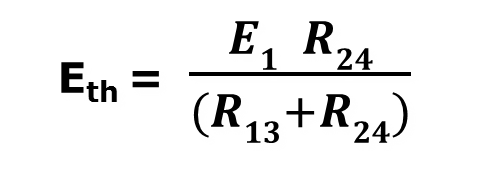 E₁ R₂₄
Eₜₕ =
(R₁₃+R₂₄)